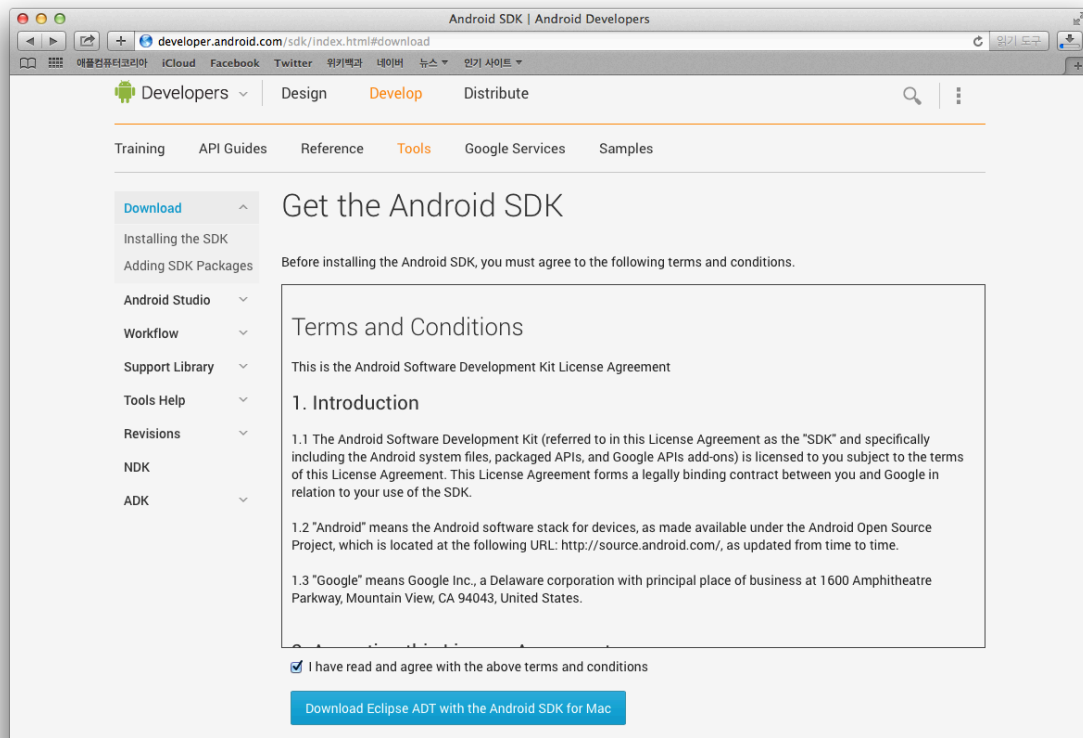 Android SDK | Android Developers
developer.android.com/sdk/index.html#download
읽기 도구
애플컴퓨터코리아 iCloud Facebook Twitter 위키백과 네이버 뉴스 인기 사이트
Developers Design Develop Distribute
Training API Guides Reference Tools Google Services Samples
Download
Installing the SDK
Adding SDK Packages
Android Studio
Workflow
Support Library
Tools Help
Revisions
NDK
ADK
Get the Android SDK
Before installing the Android SDK, you must agree to the following terms and conditions.
Terms and Conditions
This is the Android Software Development Kit License Agreement
1. Introduction
1.1 The Android Software Development Kit (referred to in this License Agreement as the "SDK" and specifically
including the Android system files, packaged APIs, and Google APIs add-ons) is licensed to you subject to the terms
of this License Agreement. This License Agreement forms a legally binding contract between you and Google in
relation to your use of the SDK.
1.2 "Android" means the Android software stack for devices, as made available under the Android Open Source
Project, which is located at the following URL: http://source.android.com/, as updated from time to time.
1.3 "Google" means Google Inc., a Delaware corporation with principal place of business at 1600 Amphitheatre
Parkway, Mountain View, CA 94043, United States.
I have read and agree with the above terms and conditions
Download Eclipse ADT with the Android SDK for Mac